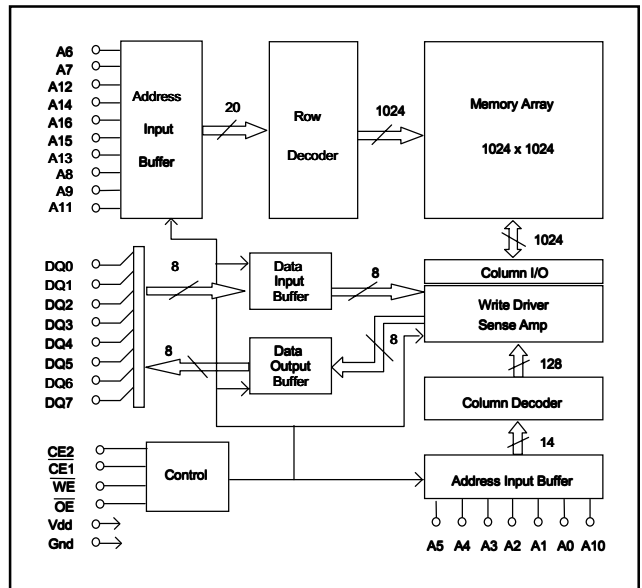 A6
A7
A12
A14
A16
A15
A13
A8
A9
A11
Address
Input
Buffer
20
Row
Decoder
1024
Memory Array
1024 x 1024
1024
DQ0
DQ1
DQ2
DQ3
DQ4
DQ5
DQ6
DQ7
8
Data
Input
Buffer
8
Column I/O
Write Driver
Sense Amp
8
Data
Output
Buffer
8
128
Column Decoder
14
Address Input Buffer
CE2
CE1
WE
OE
Vdd
Gnd
Control
A5 A4 A3 A2 A1 A0 A10